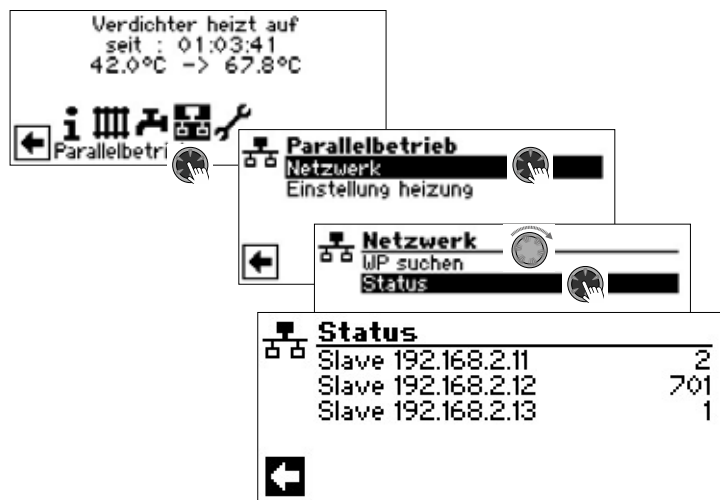 Verdichter heizt auf
seit : 01:03:41
42.0°C -> 67.8°C
Parallelbetri
Parallelbetrieb
Netzwerk
Einstellung heizung
Netzwerk
WP suchen
Status
Status
Slave 192.168.2.11 2
Slave 192.168.2.12 701
Slave 192.168.2.13 1